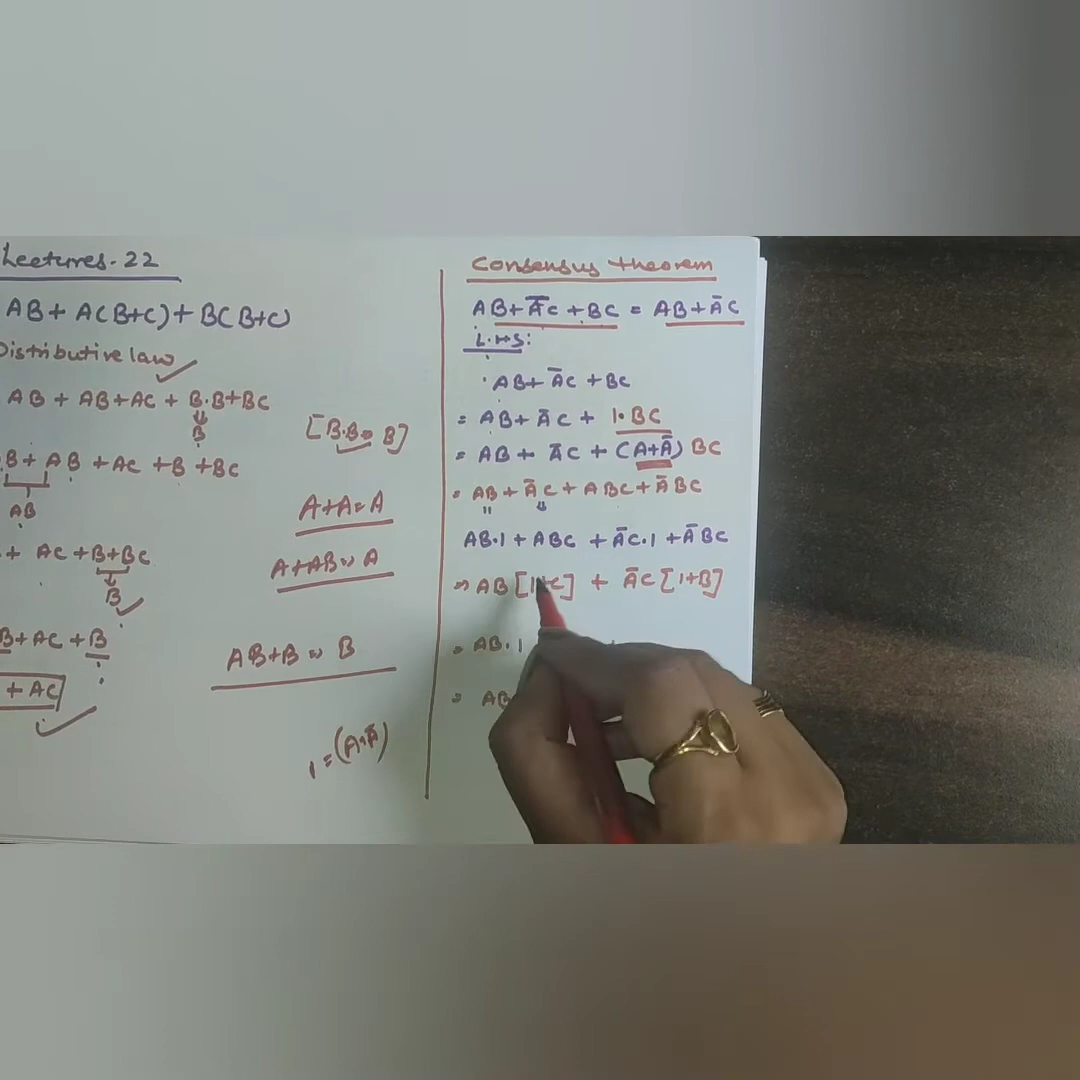 Lectures-22
AB + A(B+C) + B(B+C)
Distributive law
AB + AB + AC + B·B + BC
B
[B·B = B]
B + AB + AC + B + BC
AB
A+A = A
A+AB = A
+ AC + B+BC
B
B + AC + B
AB+B = B
+ AC
1 = (A+Ā)
Consensus theorem
AB + ĀC + BC = AB + ĀC
L.H.S:
AB + ĀC + BC
= AB + ĀC + 1·BC
= AB + ĀC + (A+Ā) BC
= AB + ĀC + ABC + ĀBC
AB·1 + ABC + ĀC·1 + ĀBC
⇒ AB [1+C] + ĀC [1+B]
= AB·1
= AB